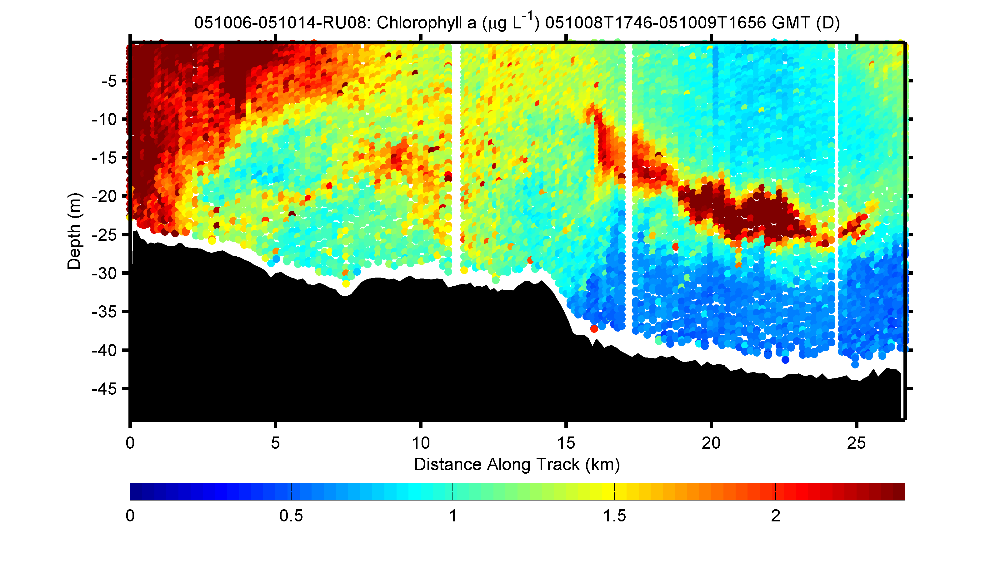 051006-051014-RU08: Chlorophyll a (μg L-1) 051008T1746-051009T1656 GMT (D)
-5
-10
-15
-20
-25
-30
-35
-40
-45
Depth (m)
0 5 10 15 20 25
Distance Along Track (km)
0 0.5 1 1.5 2